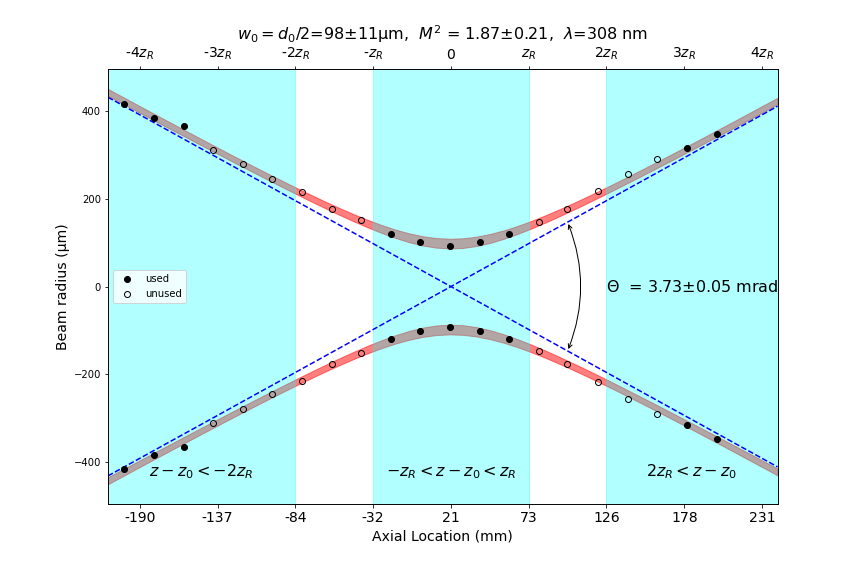 w₀ = d₀/2=98±11μm, M² = 1.87±0.21, λ=308 nm
-4z_R -3z_R -2z_R -z_R 0 z_R 2z_R 3z_R 4z_R
400
200
0
−200
−400
Beam radius (μm)
used
unused
Θ = 3.73±0.05 mrad
z − z₀ < −2z_R
−z_R < z − z₀ < z_R
2z_R < z − z₀
-190 -137 -84 -32 21 73 126 178 231
Axial Location (mm)